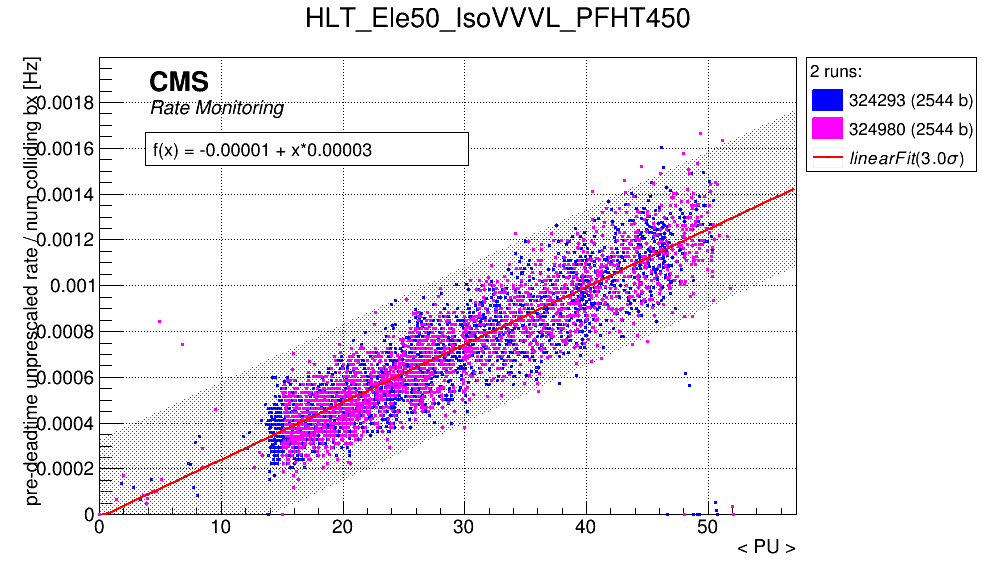 HLT_Ele50_IsoVVVL_PFHT450
pre-deadtime unprescaled rate / num colliding bx [Hz]
CMS
Rate Monitoring
f(x) = -0.00001 + x*0.00003
0.0018
0.0016
0.0014
0.0012
0.001
0.0008
0.0006
0.0004
0.0002
0
0 10 20 30 40 50
< PU >
2 runs:
324293 (2544 b)
324980 (2544 b)
linearFit(3.0σ)